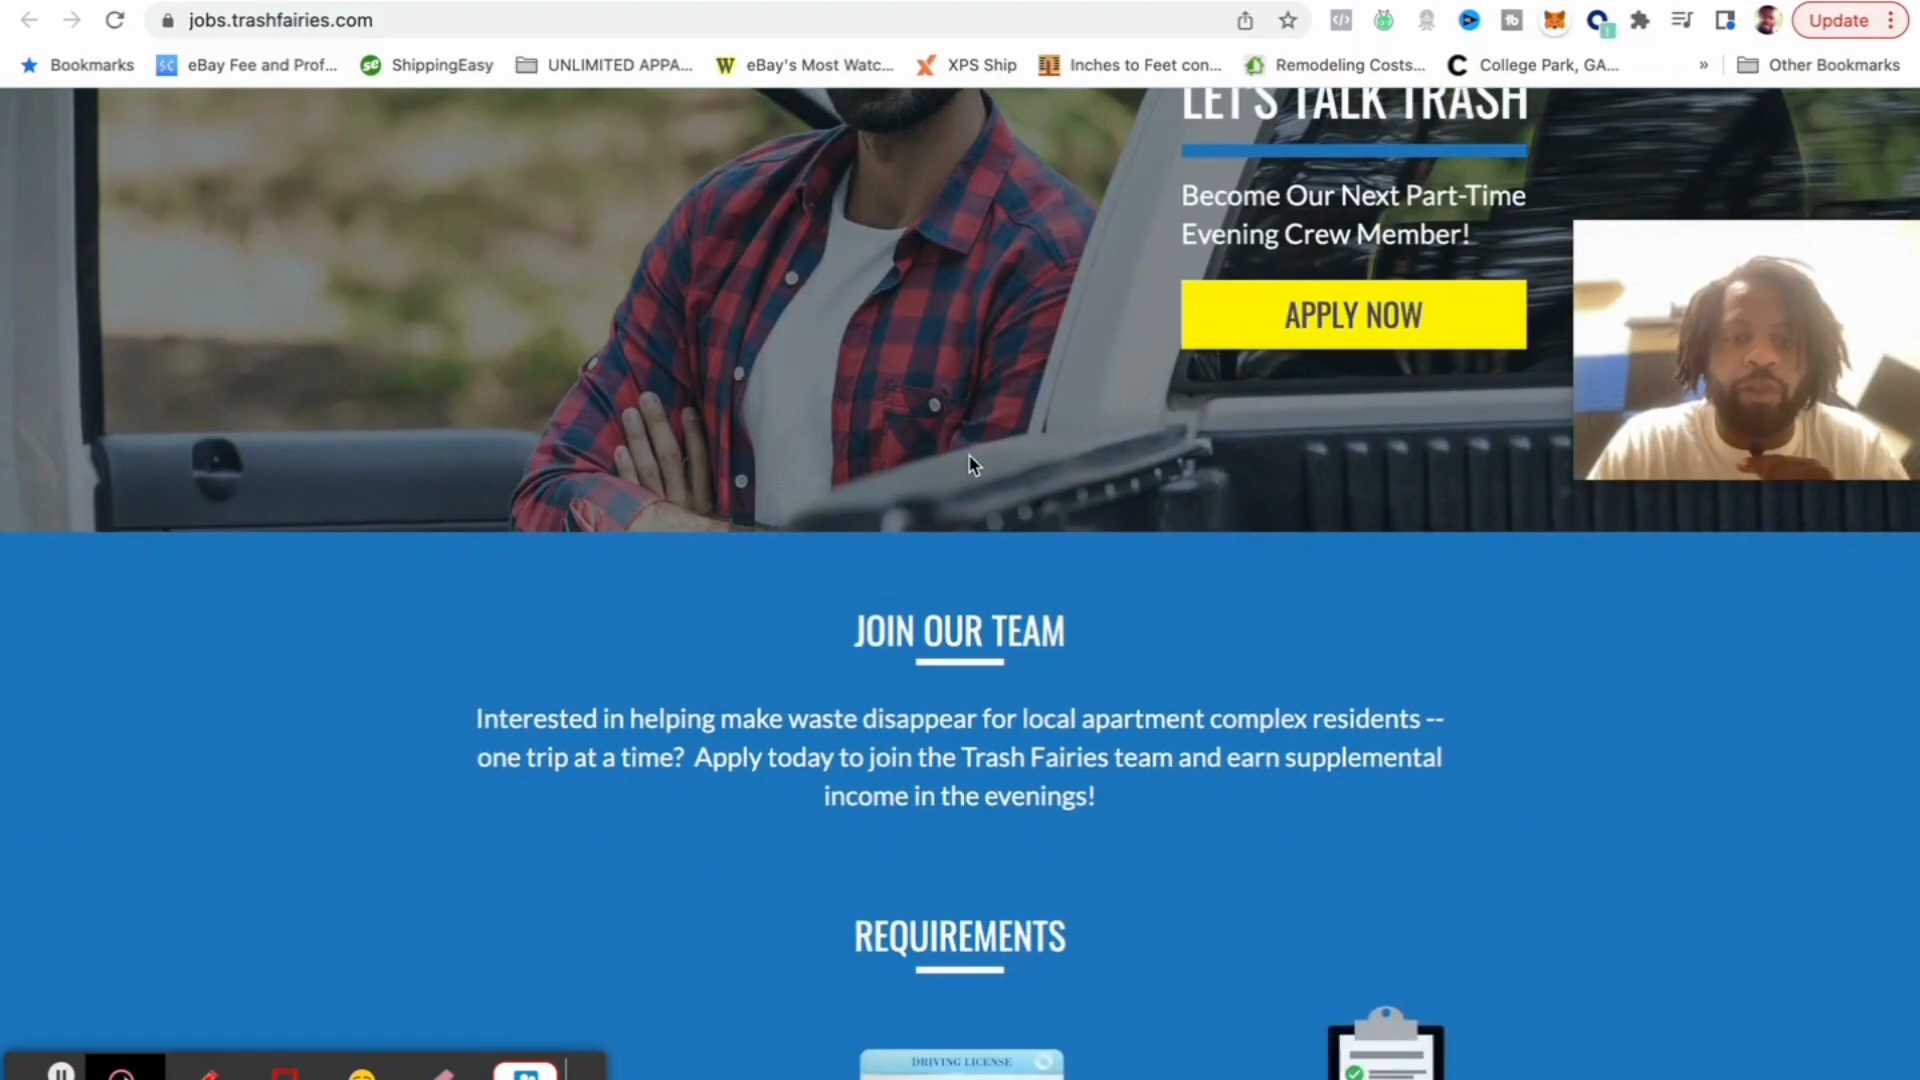 jobs.trashfairies.com
Update
Bookmarks
eBay Fee and Prof...
ShippingEasy
UNLIMITED APPA...
eBay's Most Watc...
XPS Ship
Inches to Feet con...
Remodeling Costs...
College Park, GA...
»
Other Bookmarks
LET'S TALK TRASH
Become Our Next Part-Time
Evening Crew Member!
APPLY NOW
JOIN OUR TEAM
Interested in helping make waste disappear for local apartment complex residents --
one trip at a time? Apply today to join the Trash Fairies team and earn supplemental
income in the evenings!
REQUIREMENTS
DRIVING LICENSE